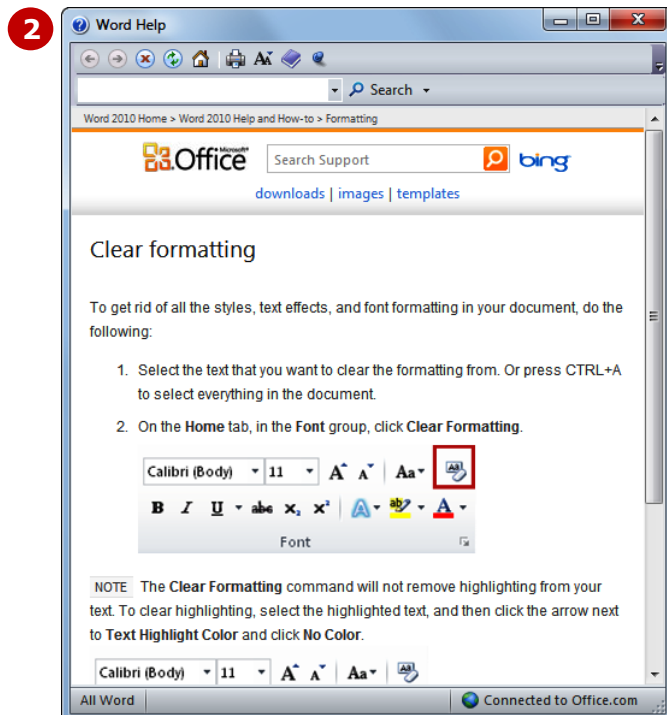 2
Word Help
Search
Word 2010 Home > Word 2010 Help and How-to > Formatting
Microsoft®
Office
Search Support
bing
downloads | images | templates
Clear formatting
To get rid of all the styles, text effects, and font formatting in your document, do the
following:
1. Select the text that you want to clear the formatting from. Or press CTRL+A
to select everything in the document.
2. On the Home tab, in the Font group, click Clear Formatting.
Calibri (Body) 11 A A Aa AB
B I U abc x₂ x² A ab A
Font
NOTE The Clear Formatting command will not remove highlighting from your
text. To clear highlighting, select the highlighted text, and then click the arrow next
to Text Highlight Color and click No Color.
Calibri (Body) 11 A A Aa AB
All Word
Connected to Office.com